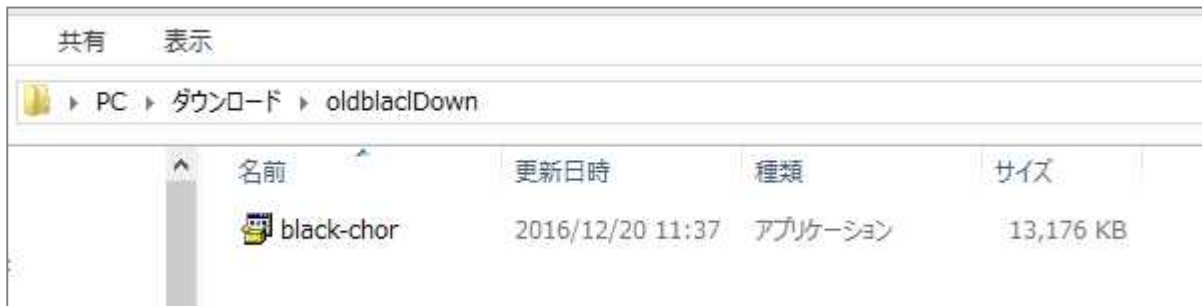 共有 表示
PC ダウンロード oldblaclDown
名前 更新日時 種類 サイズ
black-chor 2016/12/20 11:37 アプリケーション 13,176 KB